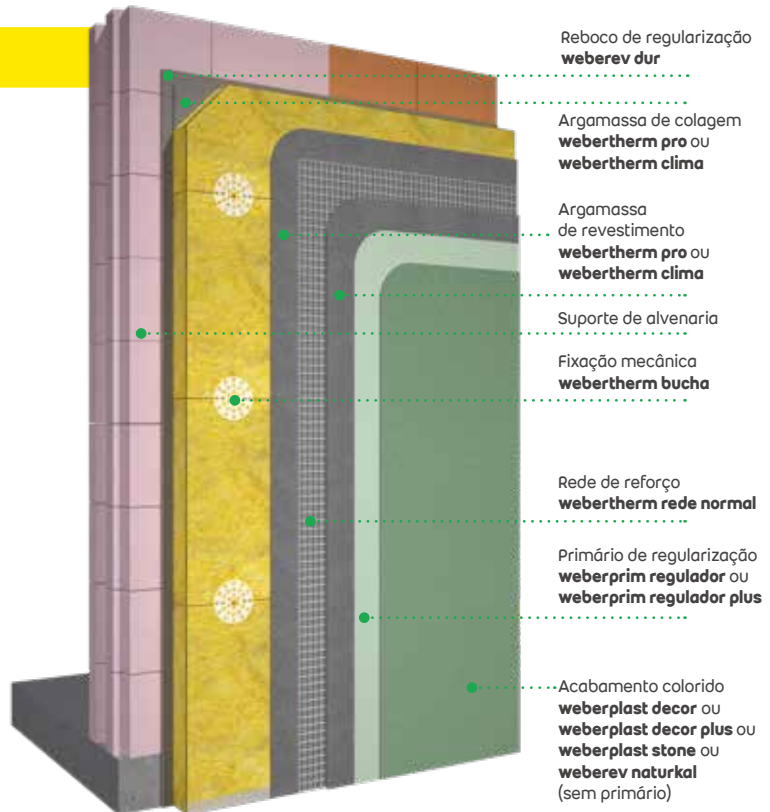 Reboco de regularização
weberev dur
Argamassa de colagem
webertherm pro ou
webertherm clima
Argamassa
de revestimento
webertherm pro ou
webertherm clima
Suporte de alvenaria
Fixação mecânica
webertherm bucha
Rede de reforço
webertherm rede normal
Primário de regularização
weberprim regulador ou
weberprim regulador plus
Acabamento colorido
weberplast decor ou
weberplast decor plus ou
weberplast stone ou
weberev naturkal
(sem primário)